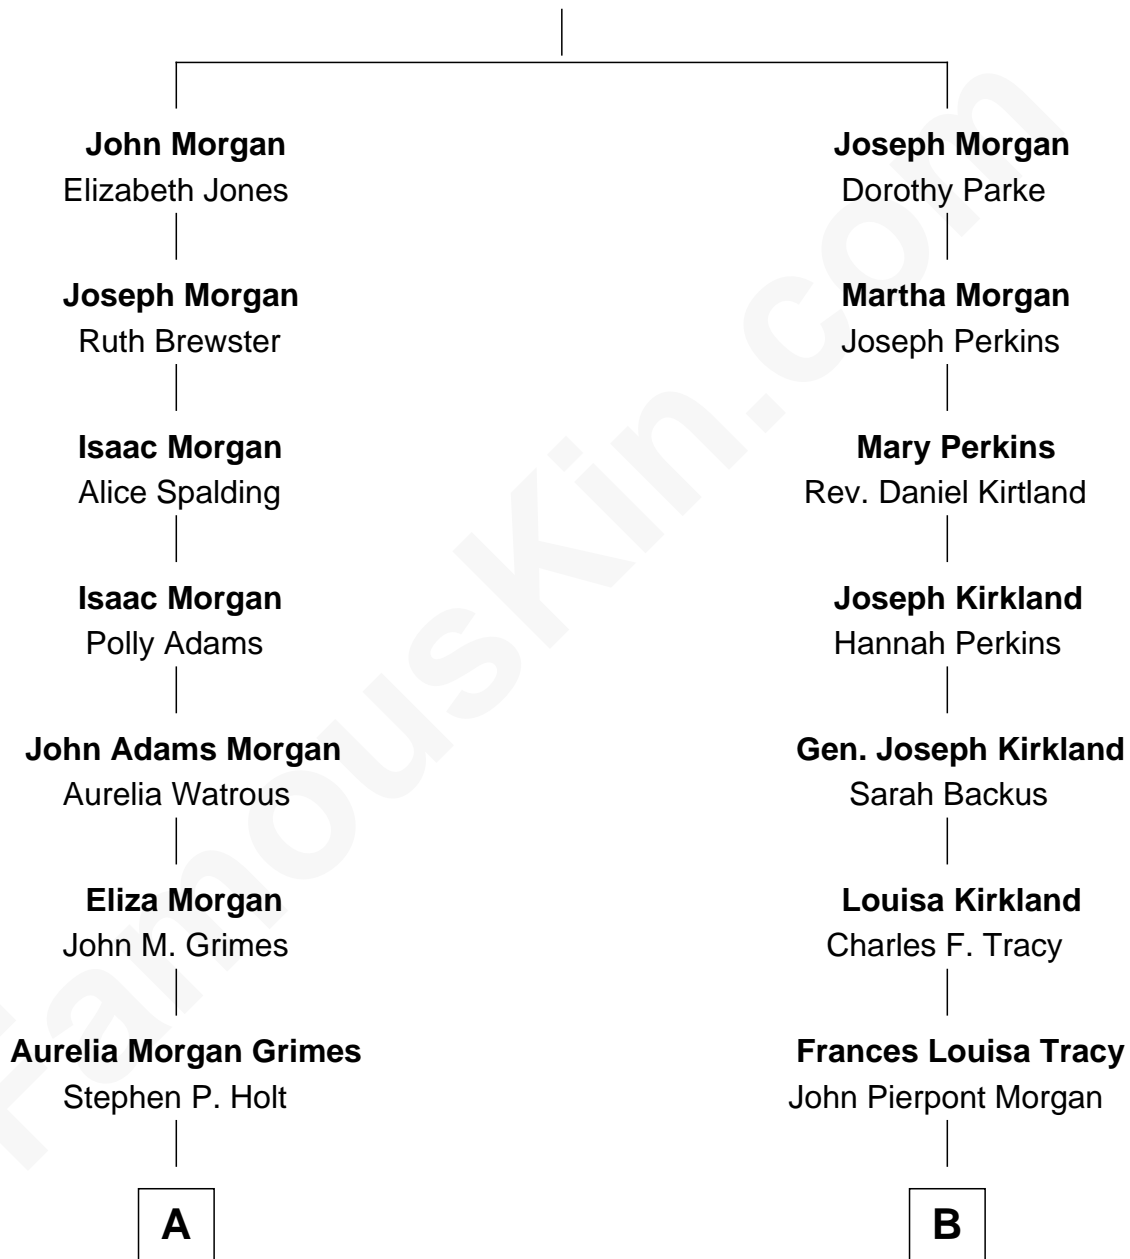 John Morgan
Elizabeth Jones
Joseph Morgan
Dorothy Parke
Joseph Morgan
Ruth Brewster
Martha Morgan
Joseph Perkins
Isaac Morgan
Alice Spalding
Mary Perkins
Rev. Daniel Kirtland
Isaac Morgan
Polly Adams
Joseph Kirkland
Hannah Perkins
John Adams Morgan
Aurelia Watrous
Gen. Joseph Kirkland
Sarah Backus
Eliza Morgan
John M. Grimes
Louisa Kirkland
Charles F. Tracy
Aurelia Morgan Grimes
Stephen P. Holt
Frances Louisa Tracy
John Pierpont Morgan
A
B
FamousKin.com